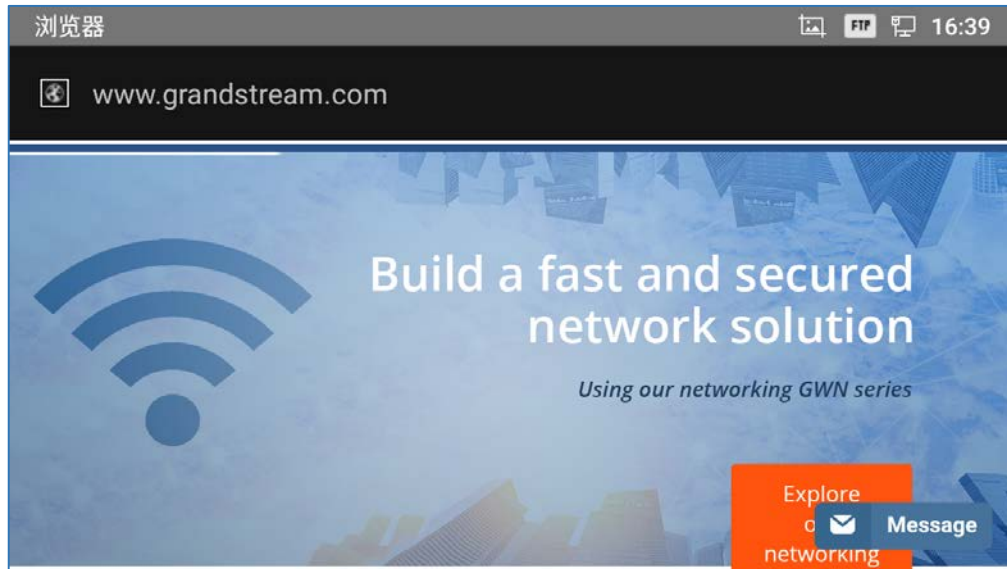 浏览器
FTP
16:39
www.grandstream.com
Build a fast and secured
network solution
Using our networking GWN series
Explore
Message
networking